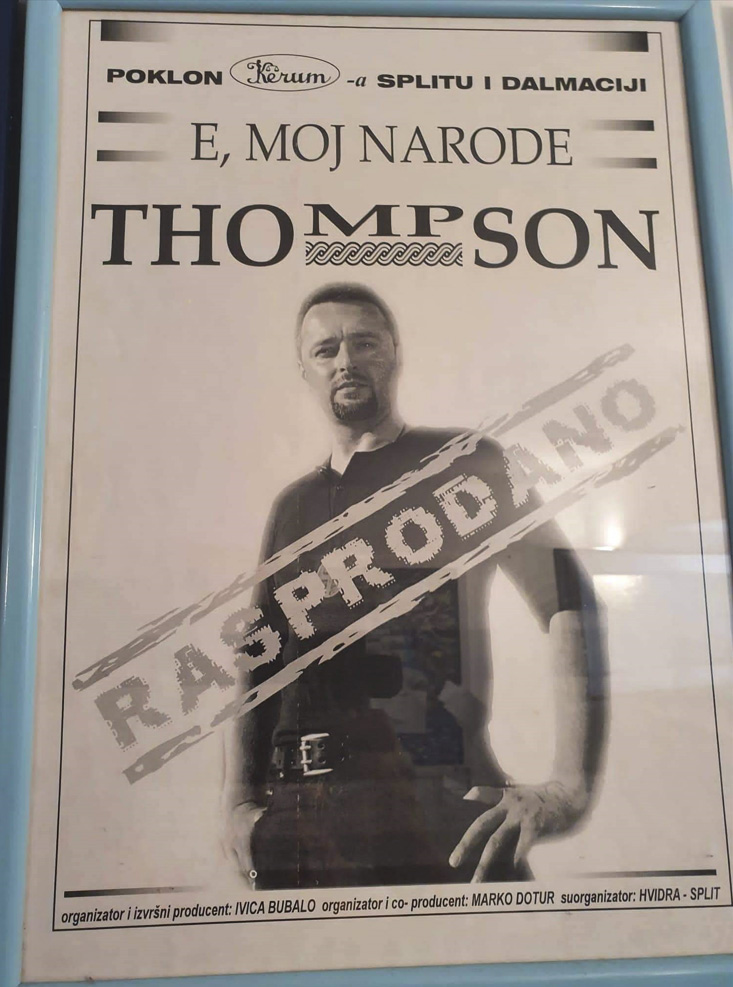 POKLON Kerum -a SPLITU I DALMACIJI
E, MOJ NARODE
THOMPSON
RASPRODANO
organizator i izvršni producent: IVICA BUBALO organizator i co- producent: MARKO DOTUR suorganizator: HVIDRA - SPLIT